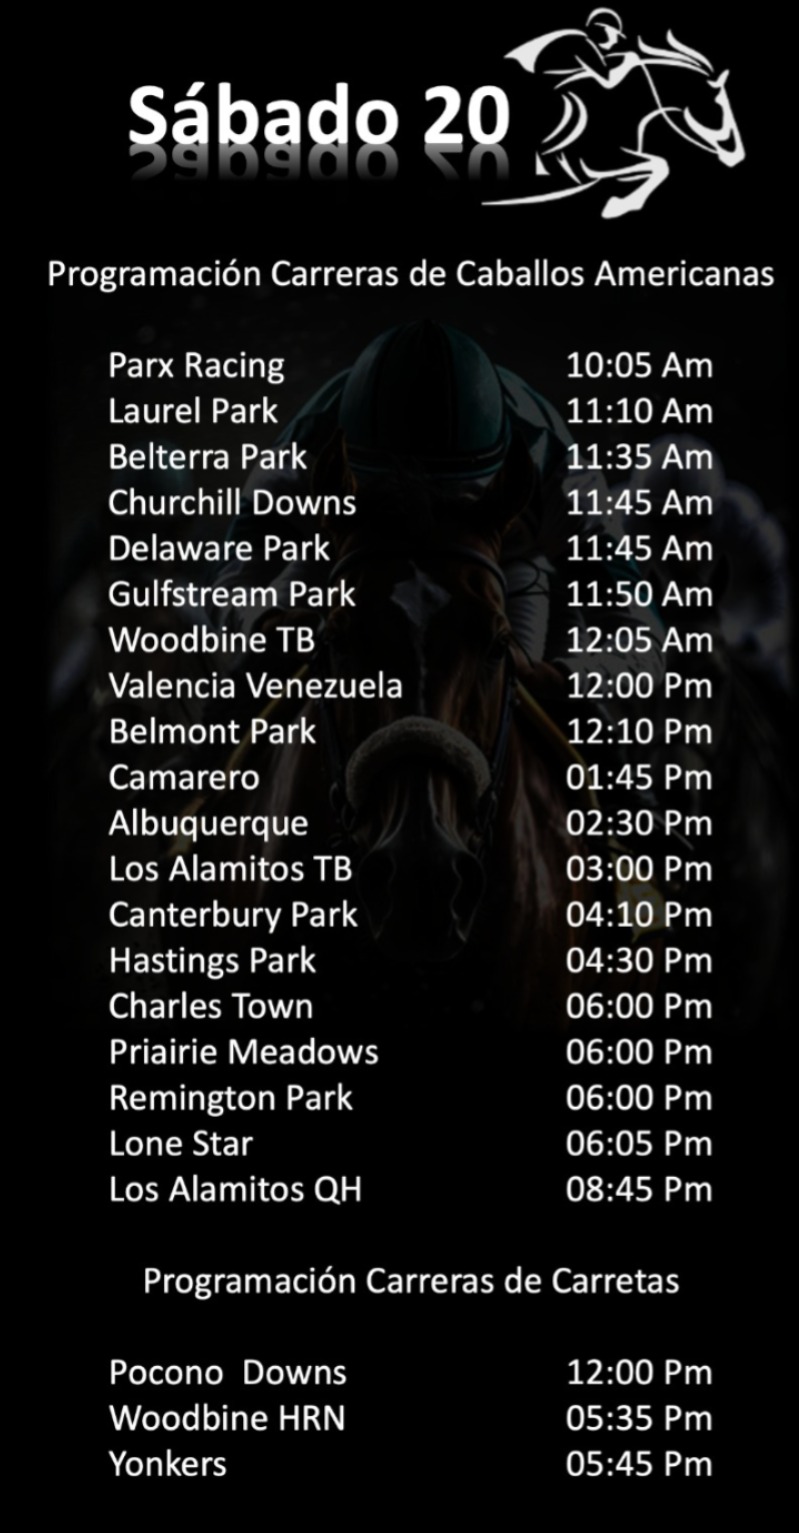 Sábado 20
Programación Carreras de Caballos Americanas
Parx Racing 10:05 Am
Laurel Park 11:10 Am
Belterra Park 11:35 Am
Churchill Downs 11:45 Am
Delaware Park 11:45 Am
Gulfstream Park 11:50 Am
Woodbine TB 12:05 Am
Valencia Venezuela 12:00 Pm
Belmont Park 12:10 Pm
Camarero 01:45 Pm
Albuquerque 02:30 Pm
Los Alamitos TB 03:00 Pm
Canterbury Park 04:10 Pm
Hastings Park 04:30 Pm
Charles Town 06:00 Pm
Priairie Meadows 06:00 Pm
Remington Park 06:00 Pm
Lone Star 06:05 Pm
Los Alamitos QH 08:45 Pm
Programación Carreras de Carretas
Pocono Downs 12:00 Pm
Woodbine HRN 05:35 Pm
Yonkers 05:45 Pm